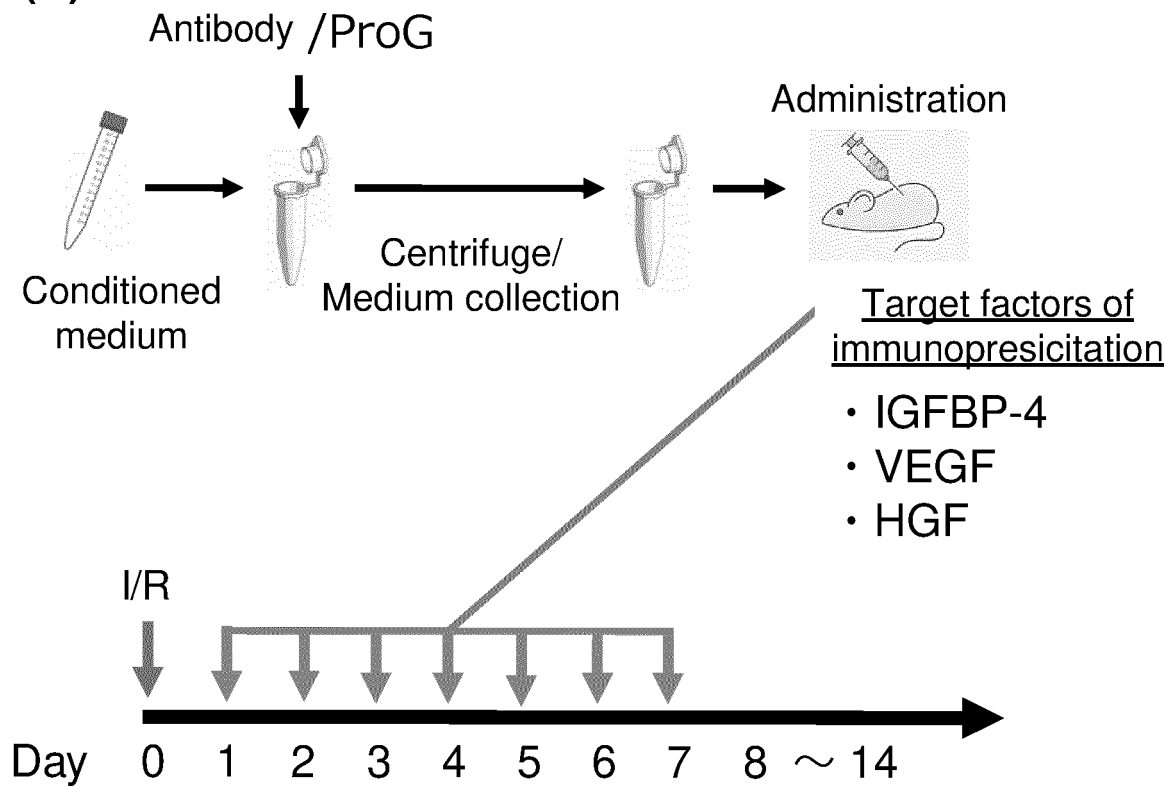 Antibody /ProG
Administration
Conditioned
medium
Centrifuge/
Medium collection
Target factors of
immunopresicitation
・IGFBP-4
・VEGF
・HGF
I/R
Day 0 1 2 3 4 5 6 7 8 ～ 14